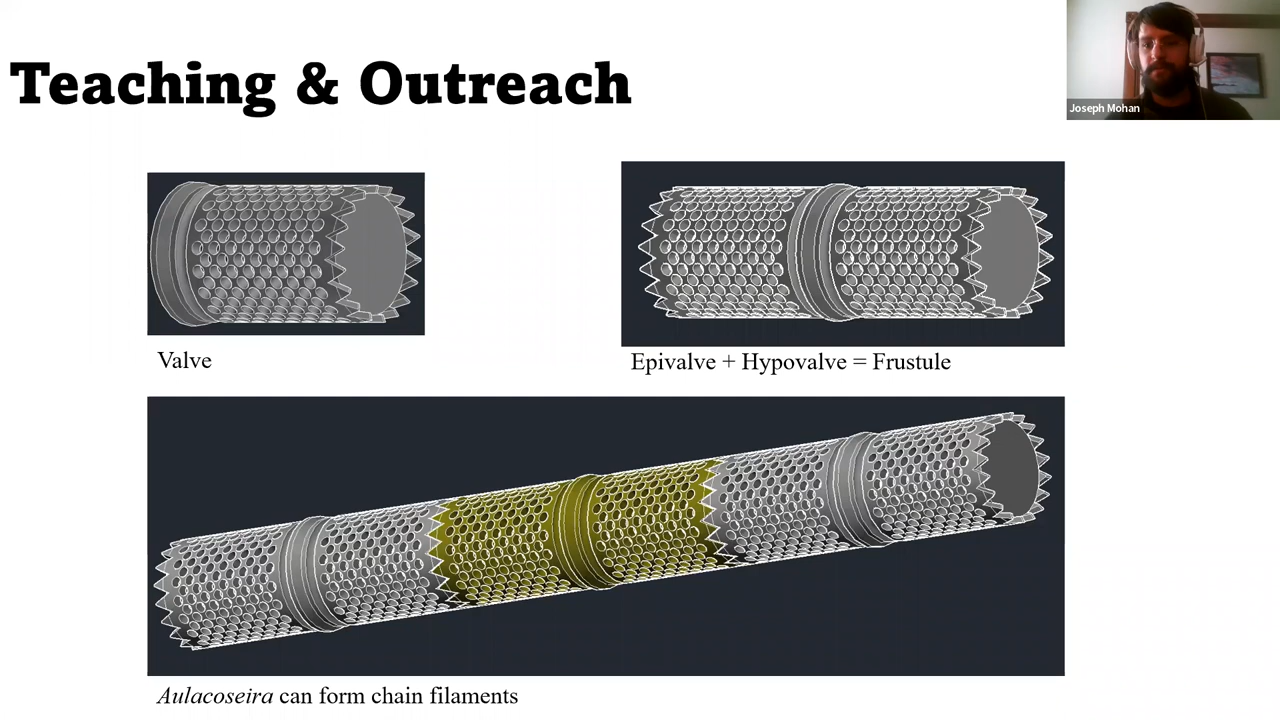 Teaching & Outreach
Joseph Mohan
Valve
Epivalve + Hypovalve = Frustule
Aulacoseira can form chain filaments